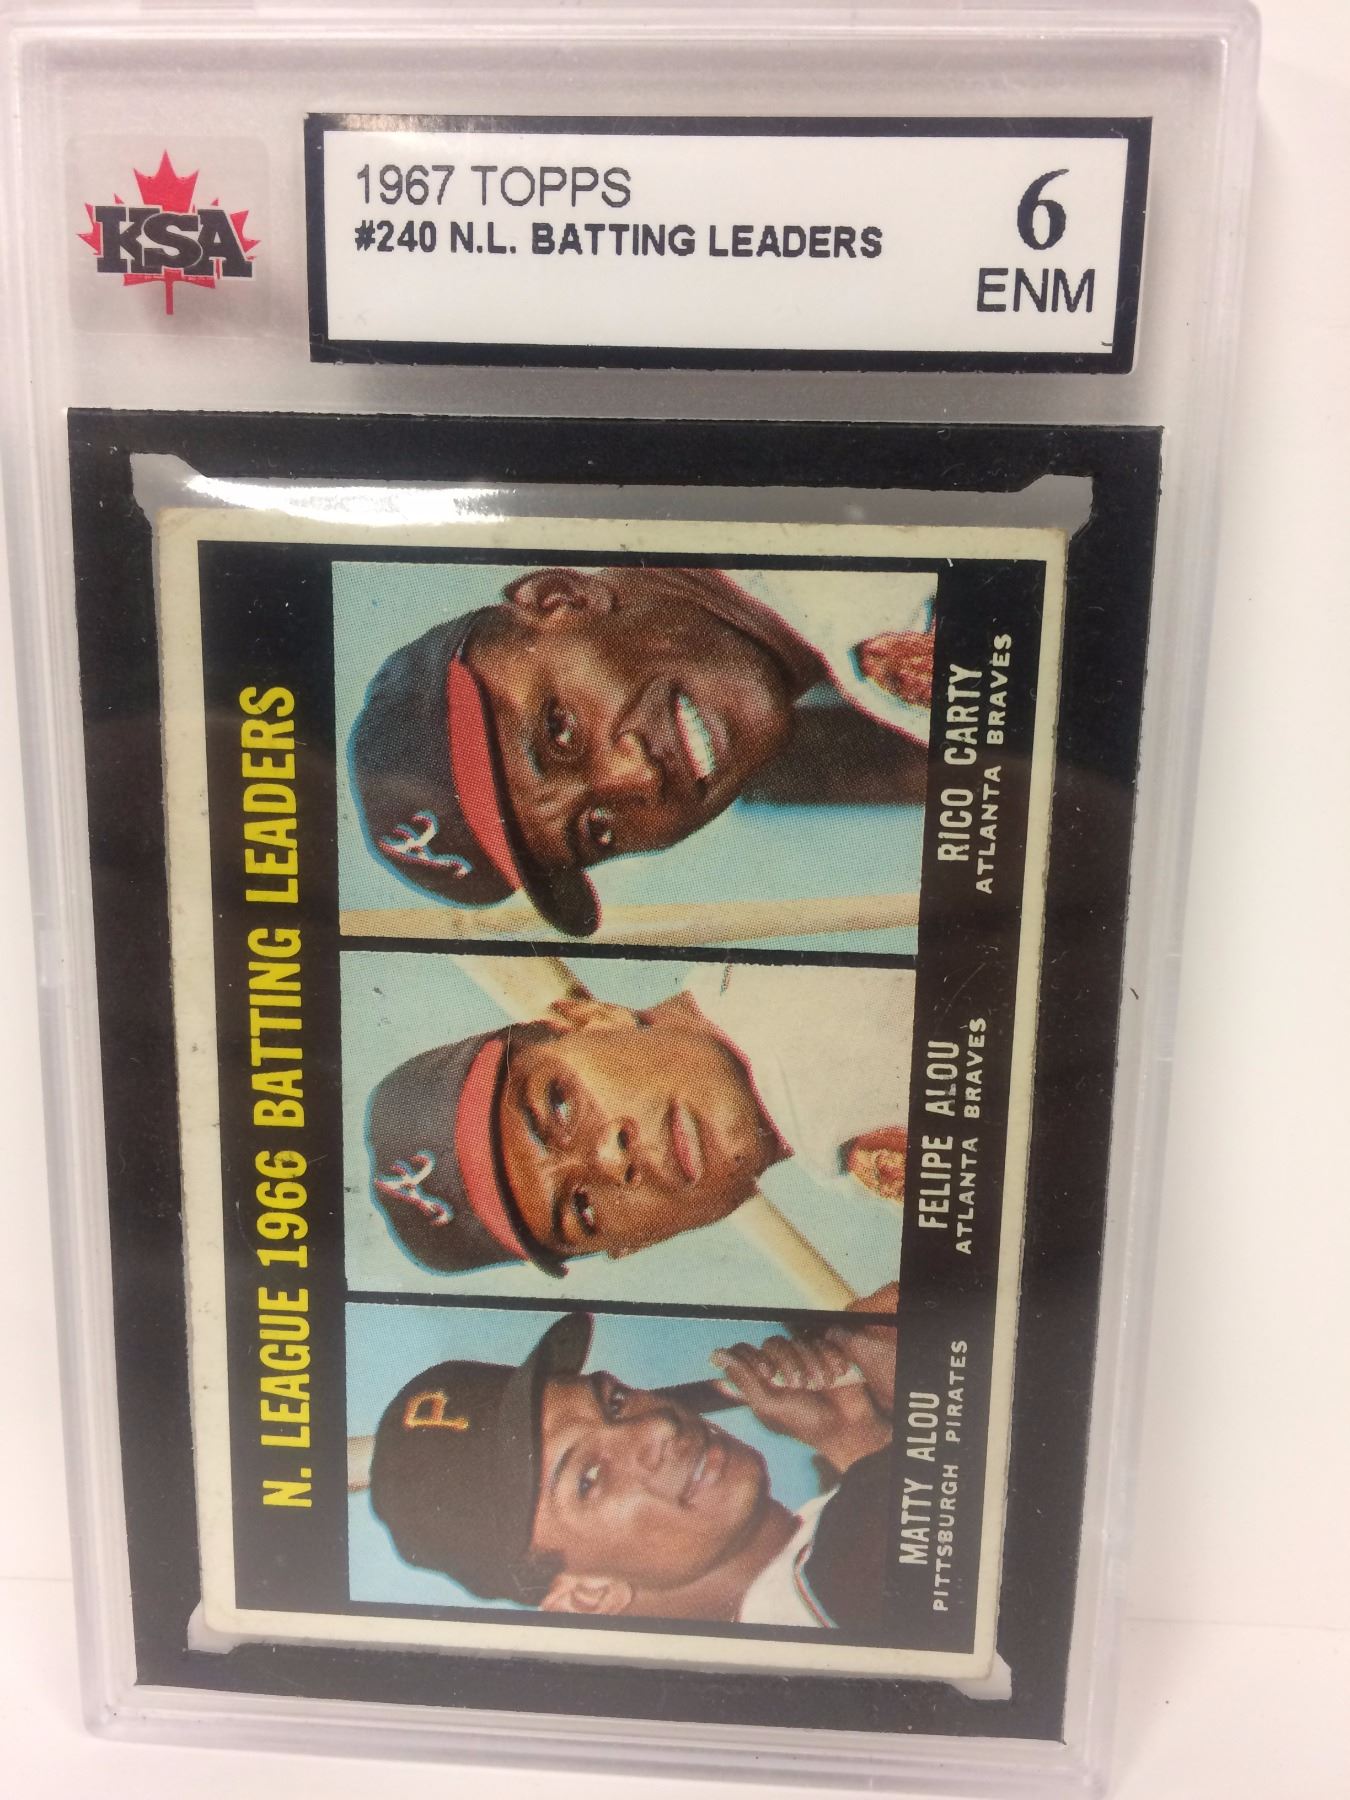 KSA
1967 TOPPS
#240 N.L. BATTING LEADERS
6
ENM
N. LEAGUE 1966 BATTING LEADERS
MATTY ALOU
PITTSBURGH PIRATES
FELIPE ALOU
ATLANTA BRAVES
RICO CARTY
ATLANTA BRAVES
P
A
A